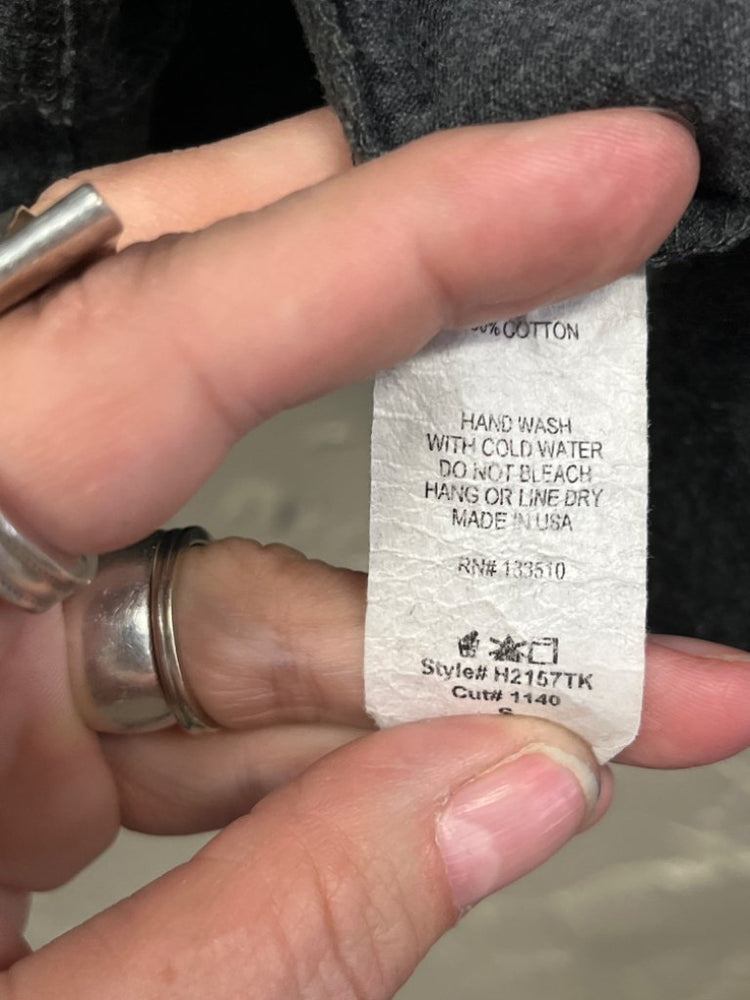 COTTON
HAND WASH
WITH COLD WATER
DO NOT BLEACH
HANG OR LINE DRY
MADE IN USA
RN# 133510
Style# H2157TK
Cut# 1140
S